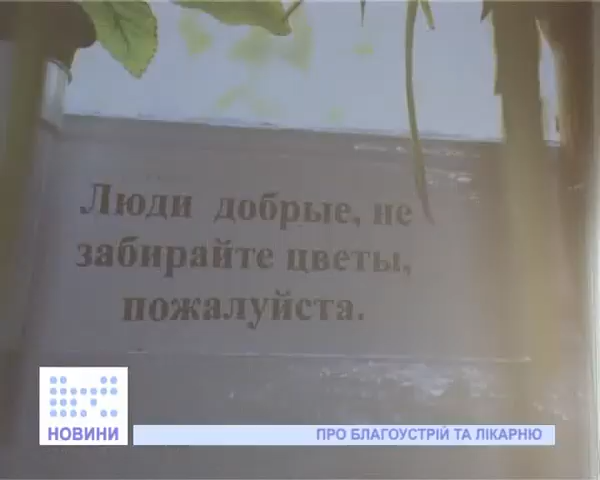 Люди добрые, не
забирайте цветы,
пожалуйста.
НОВИНИ
ПРО БЛАГОУСТРІЙ ТА ЛІКАРНЮ